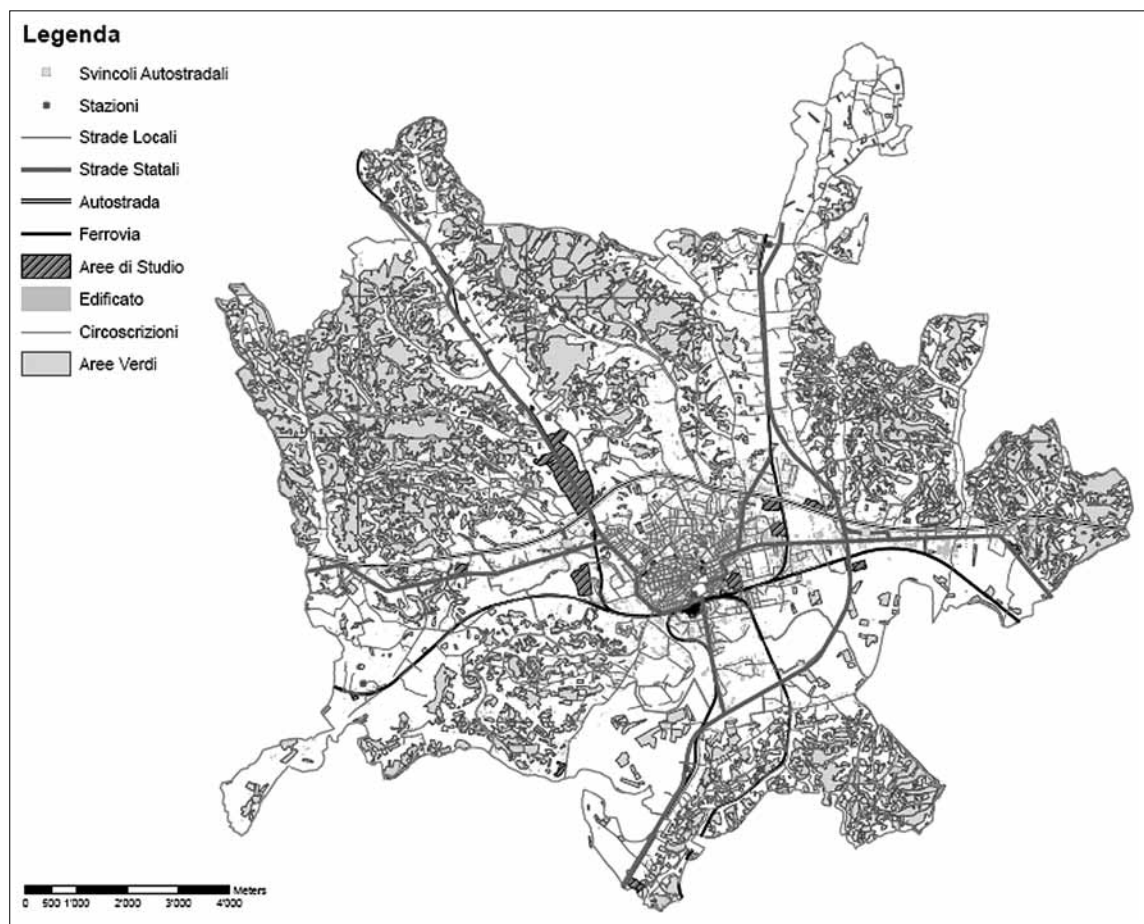 Legenda
Svincoli Autostradali
Stazioni
Strade Locali
Strade Statali
Autostrada
Ferrovia
Aree di Studio
Edificato
Circoscrizioni
Aree Verdi
Meters
0 500 1'000 2'000 3'000 4'000